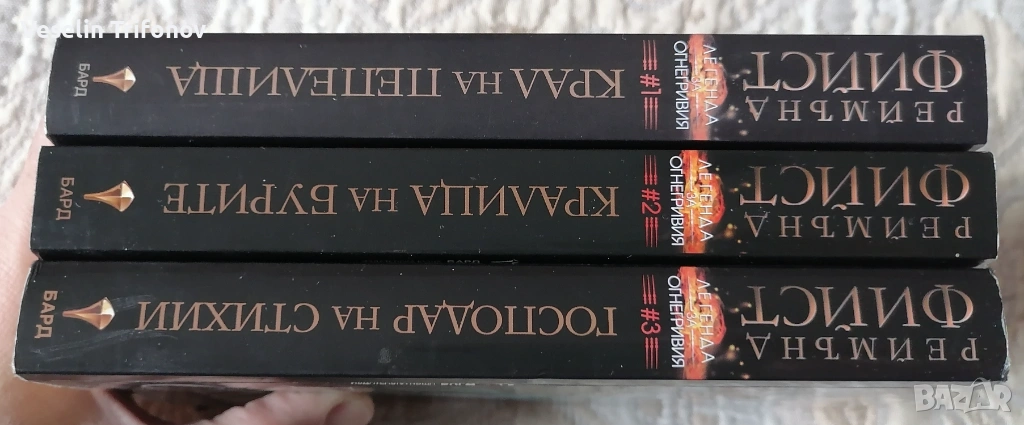 Veselin Trifonov
РЕЙМЪНД
ФИЙСТ
ЛЕГЕНДА
ЗА
ОГНЕГРИВИЯ
#1
КРАЛ НА ПЕПЕЛИЩА
БАРД
РЕЙМЪНД
ФИЙСТ
ЛЕГЕНДА
ЗА
ОГНЕГРИВИЯ
#2
КРАЛИЦА НА БУРИТЕ
БАРД
РЕЙМЪНД
ФИЙСТ
ЛЕГЕНДА
ЗА
ОГНЕГРИВИЯ
#3
ГОСПОДАР НА СТИХИИ
БАРД
BAZAR